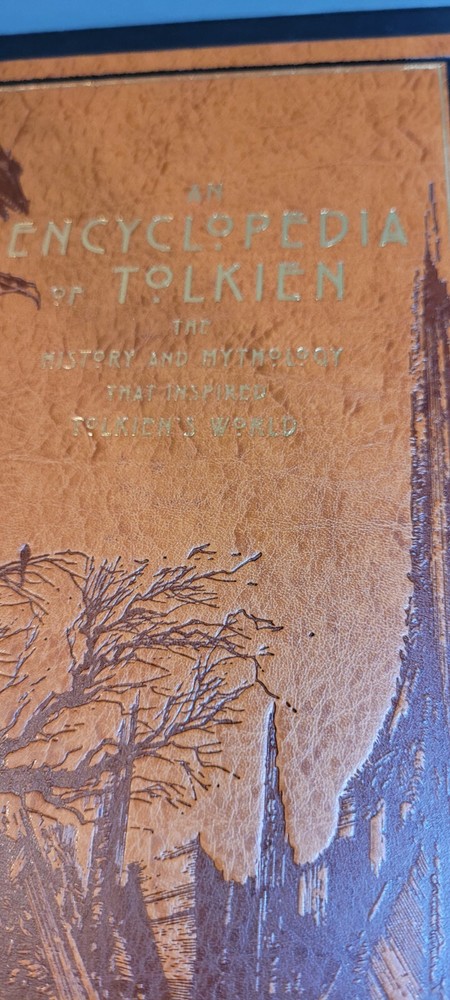 AN
ENCYCLOPEDIA
OF TOLKIEN
THE
HISTORY AND MYTHOLOGY
THAT INSPIRED
TOLKIEN'S WORLD